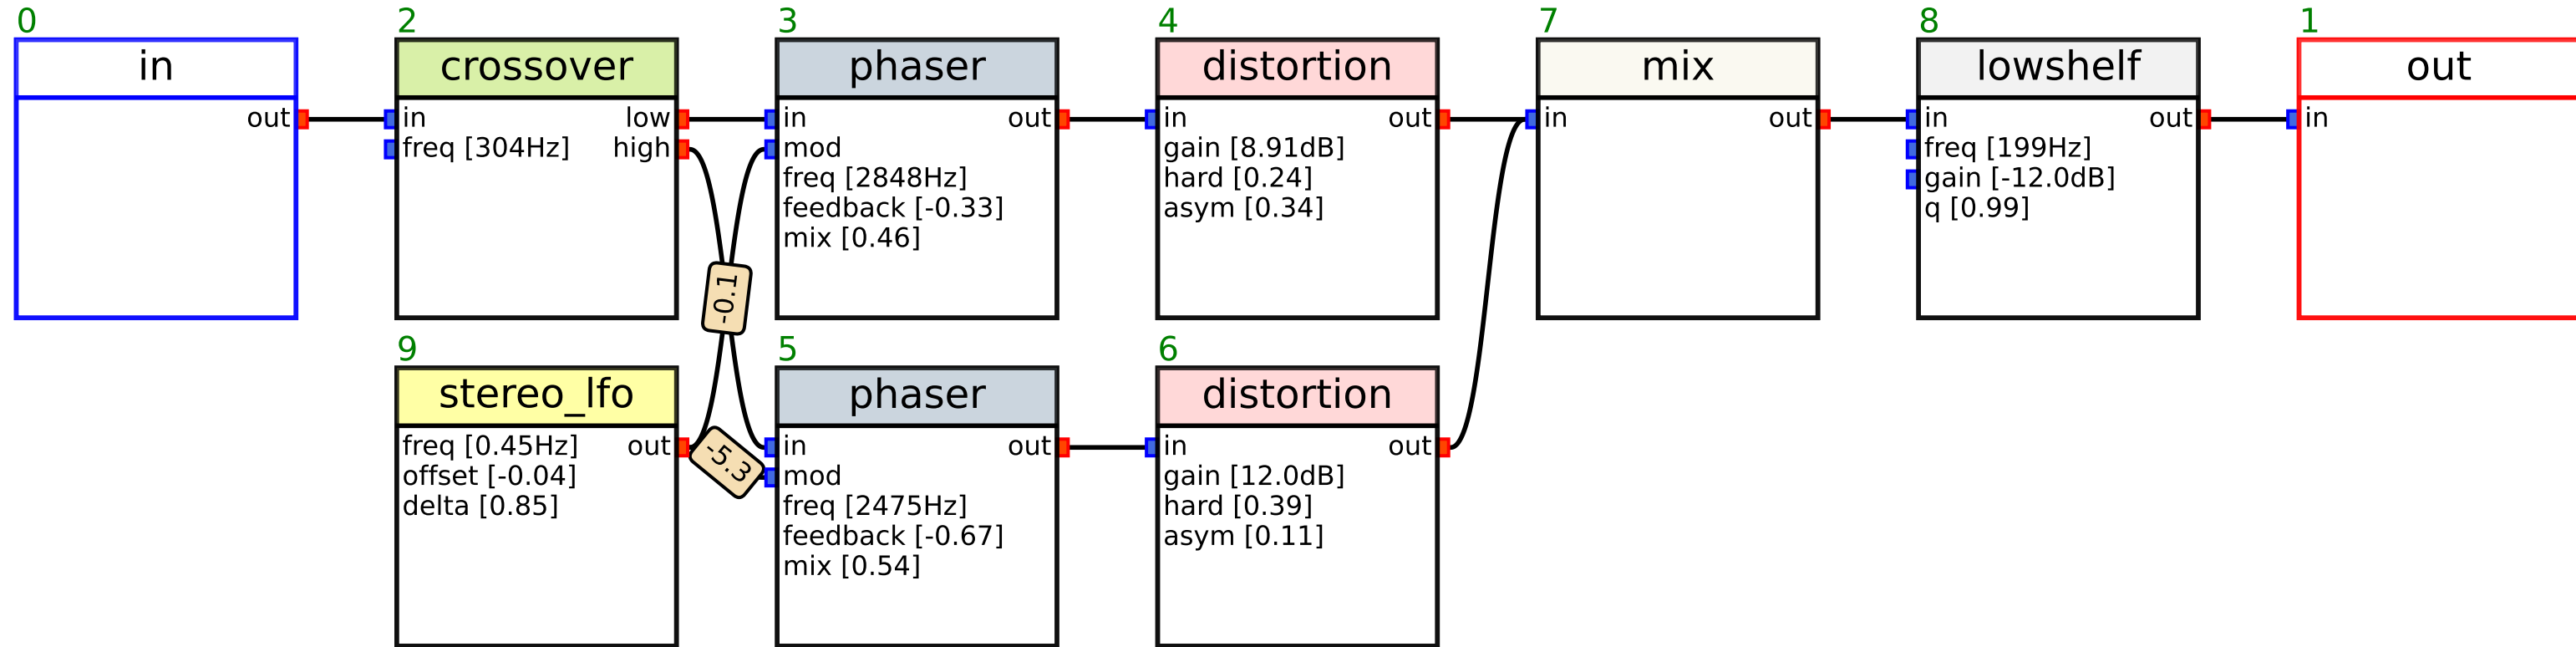 0
in
out
2
crossover
in
low
freq [304Hz]
high
3
phaser
in
out
mod
freq [2848Hz]
feedback [-0.33]
mix [0.46]
4
distortion
in
out
gain [8.91dB]
hard [0.24]
asym [0.34]
7
mix
in
out
8
lowshelf
in
out
freq [199Hz]
gain [-12.0dB]
q [0.99]
1
out
in
-0.1
9
stereo_lfo
freq [0.45Hz]
out
offset [-0.04]
delta [0.85]
-5.3
5
phaser
in
out
mod
freq [2475Hz]
feedback [-0.67]
mix [0.54]
6
distortion
in
out
gain [12.0dB]
hard [0.39]
asym [0.11]